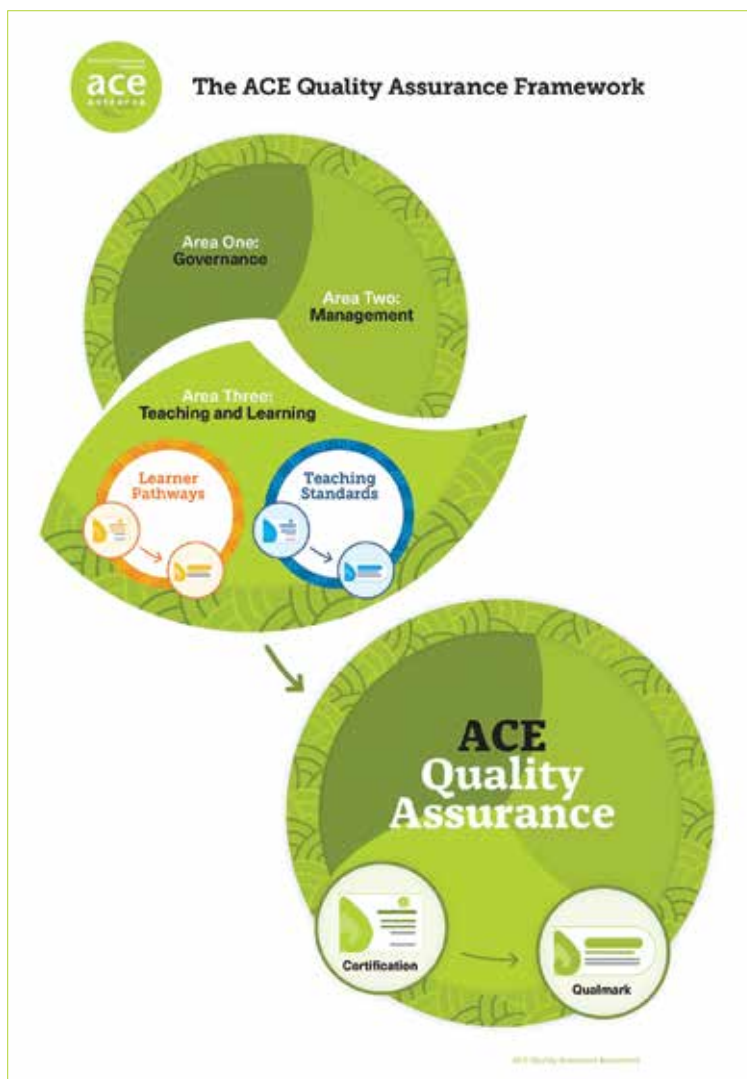 ace
aotearoa
The ACE Quality Assurance Framework
Area One:
Governance
Area Two:
Management
Area Three:
Teaching and Learning
Learner
Pathways
Teaching
Standards
ACE
Quality
Assurance
Certification
Qualmark